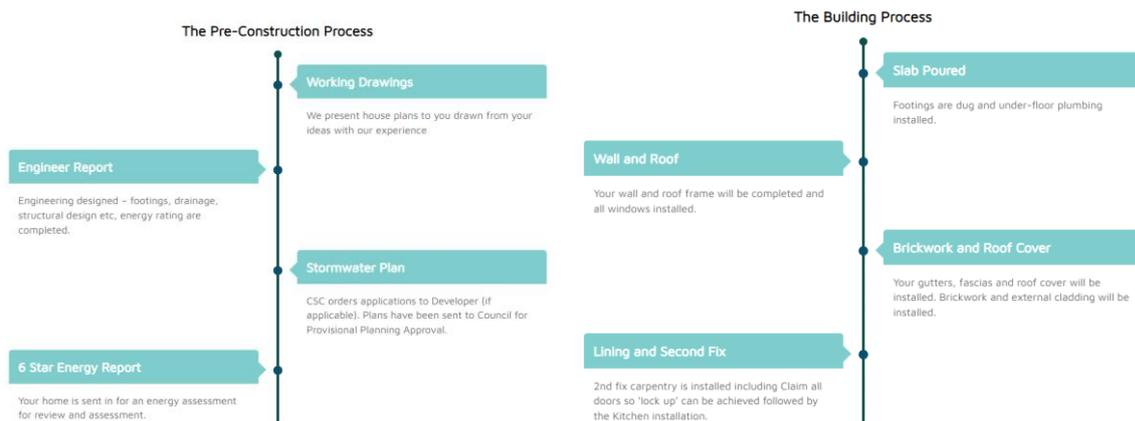 The Pre-Construction Process
Working Drawings
We present house plans to you drawn from your
ideas with our experience
Engineer Report
Engineering designed – footings, drainage,
structural design etc, energy rating are
completed.
Stormwater Plan
CSC orders applications to Developer (if
applicable). Plans have been sent to Council for
Provisional Planning Approval.
6 Star Energy Report
Your home is sent in for an energy assessment
for review and assessment.
The Building Process
Slab Poured
Footings are dug and under-floor plumbing
installed.
Wall and Roof
Your wall and roof frame will be completed and
all windows installed.
Brickwork and Roof Cover
Your gutters, fascias and roof cover will be
installed. Brickwork and external cladding will be
installed.
Lining and Second Fix
2nd fix carpentry is installed including Claim all
doors so 'lock up' can be achieved followed by
the Kitchen installation.